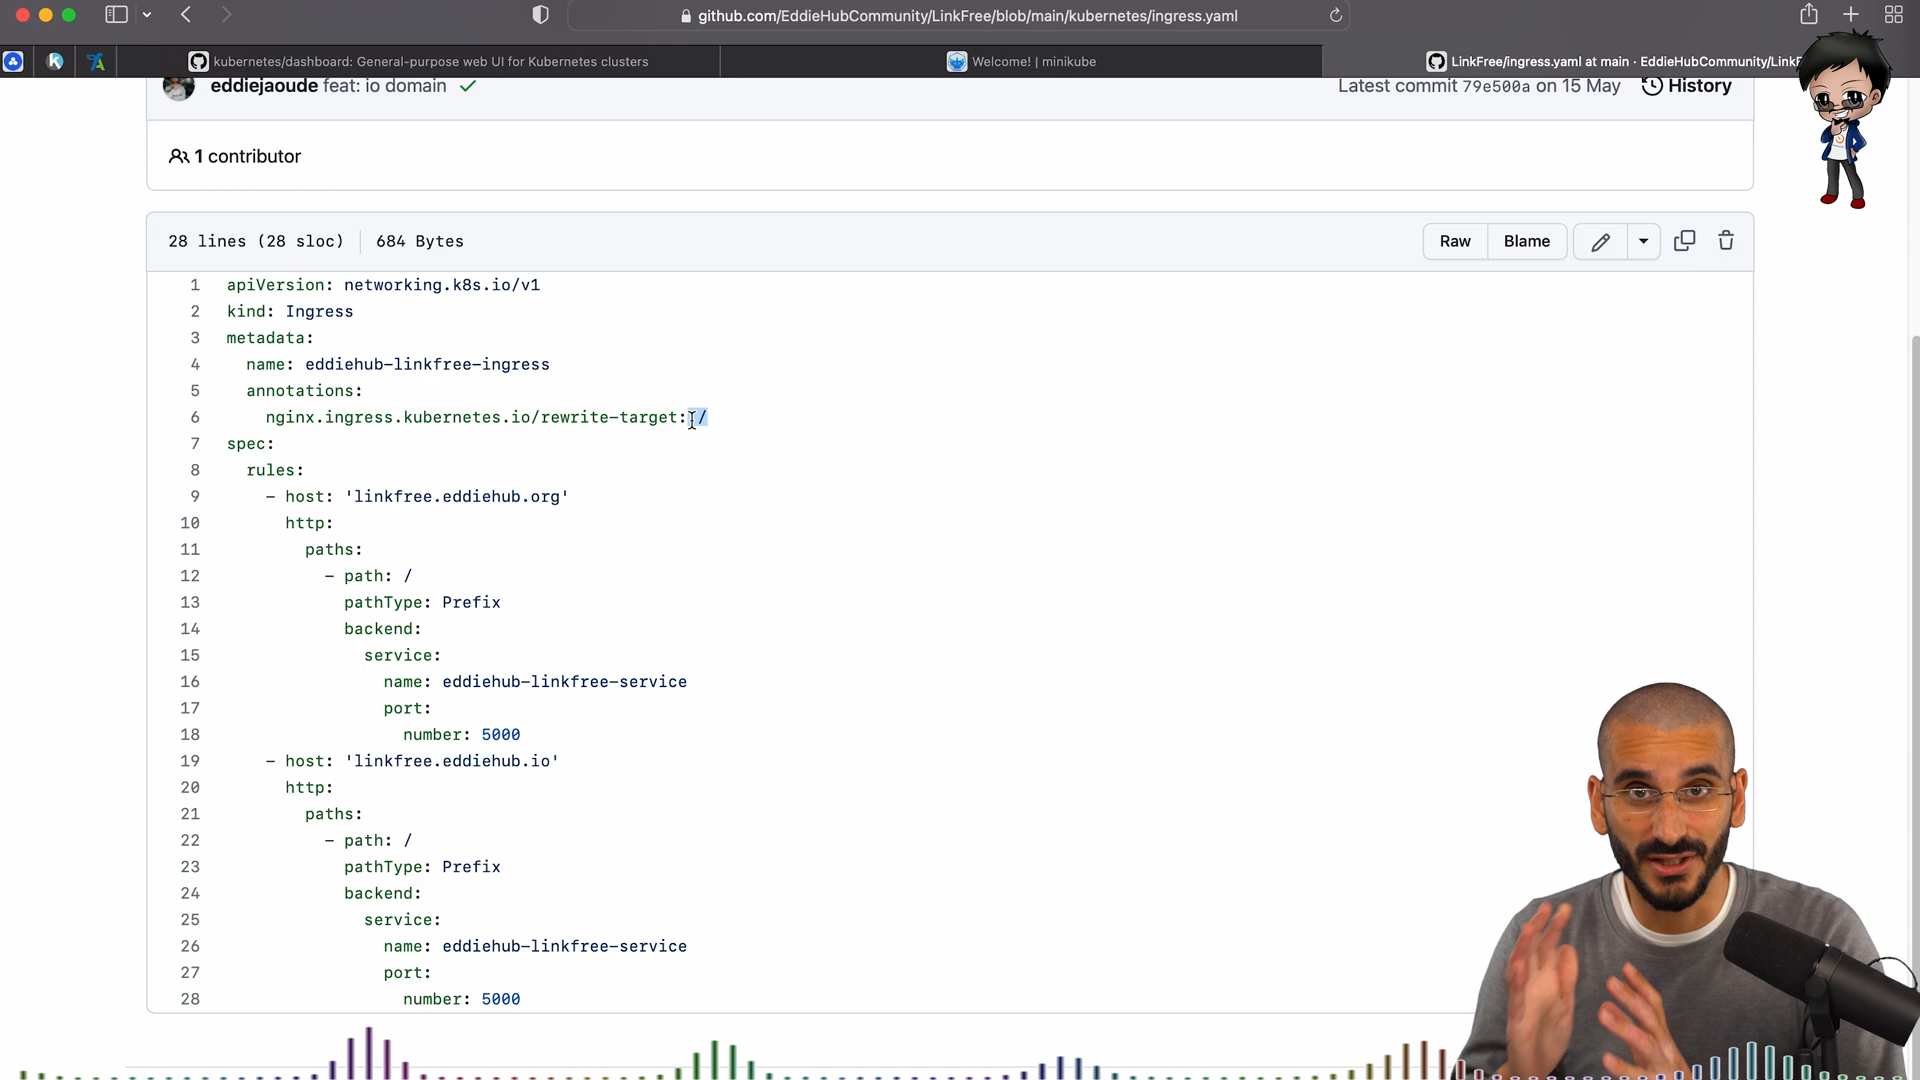 github.com/EddieHubCommunity/LinkFree/blob/main/kubernetes/ingress.yaml
kubernetes/dashboard: General-purpose web UI for Kubernetes clusters
Welcome! | minikube
LinkFree/ingress.yaml at main · EddieHubCommunity/LinkF
eddiejaoude feat: io domain
Latest commit 79e500a on 15 May
History
1 contributor
28 lines (28 sloc)
684 Bytes
Raw
Blame
1 apiVersion: networking.k8s.io/v1
2 kind: Ingress
3 metadata:
4 name: eddiehub-linkfree-ingress
5 annotations:
6 nginx.ingress.kubernetes.io/rewrite-target: /
7 spec:
8 rules:
9 - host: 'linkfree.eddiehub.org'
10 http:
11 paths:
12 - path: /
13 pathType: Prefix
14 backend:
15 service:
16 name: eddiehub-linkfree-service
17 port:
18 number: 5000
19 - host: 'linkfree.eddiehub.io'
20 http:
21 paths:
22 - path: /
23 pathType: Prefix
24 backend:
25 service:
26 name: eddiehub-linkfree-service
27 port:
28 number: 5000